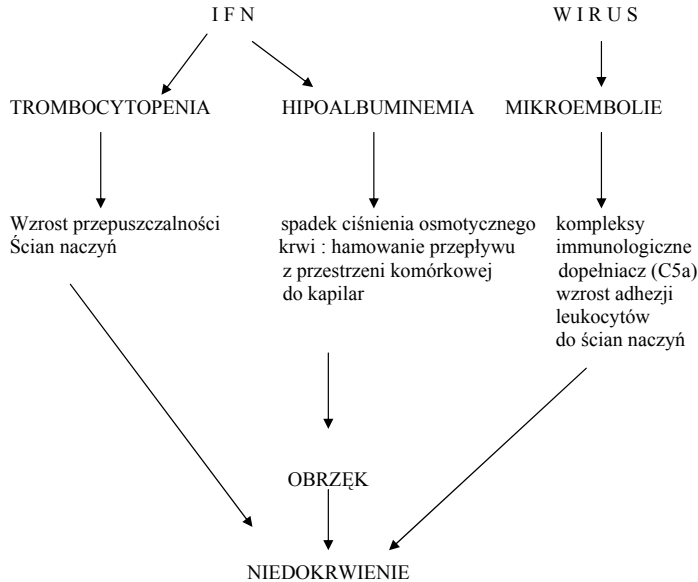 I F N
W I R U S
TROMBOCYTOPENIA
HIPOALBUMINEMIA
MIKROEMBOLIE
Wzrost przepuszczalności
Ścian naczyń
spadek ciśnienia osmotycznego
krwi : hamowanie przepływu
z przestrzeni komórkowej
do kapilar
kompleksy
immunologiczne
dopełniacz (C5a)
wzrost adhezji
leukocytów
do ścian naczyń
OBRZĘK
NIEDOKRWIENIE